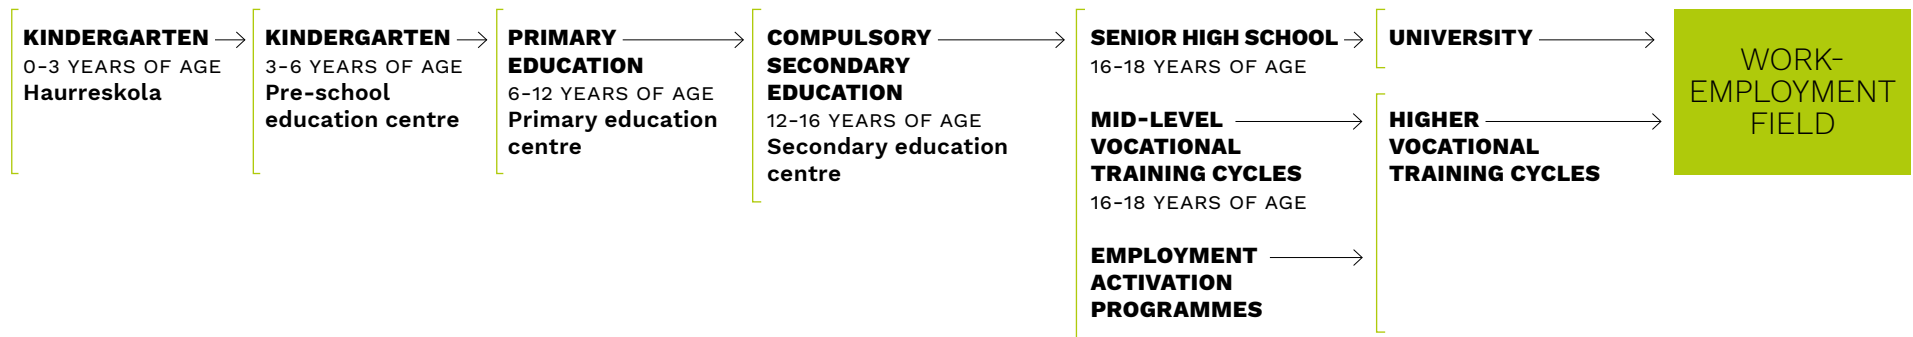 KINDERGARTEN
0-3 YEARS OF AGE
Haurreskola
KINDERGARTEN
3-6 YEARS OF AGE
Pre-school
education centre
PRIMARY
EDUCATION
6-12 YEARS OF AGE
Primary education
centre
COMPULSORY
SECONDARY
EDUCATION
12-16 YEARS OF AGE
Secondary education
centre
SENIOR HIGH SCHOOL
16-18 YEARS OF AGE
MID-LEVEL
VOCATIONAL
TRAINING CYCLES
16-18 YEARS OF AGE
EMPLOYMENT
ACTIVATION
PROGRAMMES
UNIVERSITY
HIGHER
VOCATIONAL
TRAINING CYCLES
WORK-
EMPLOYMENT
FIELD